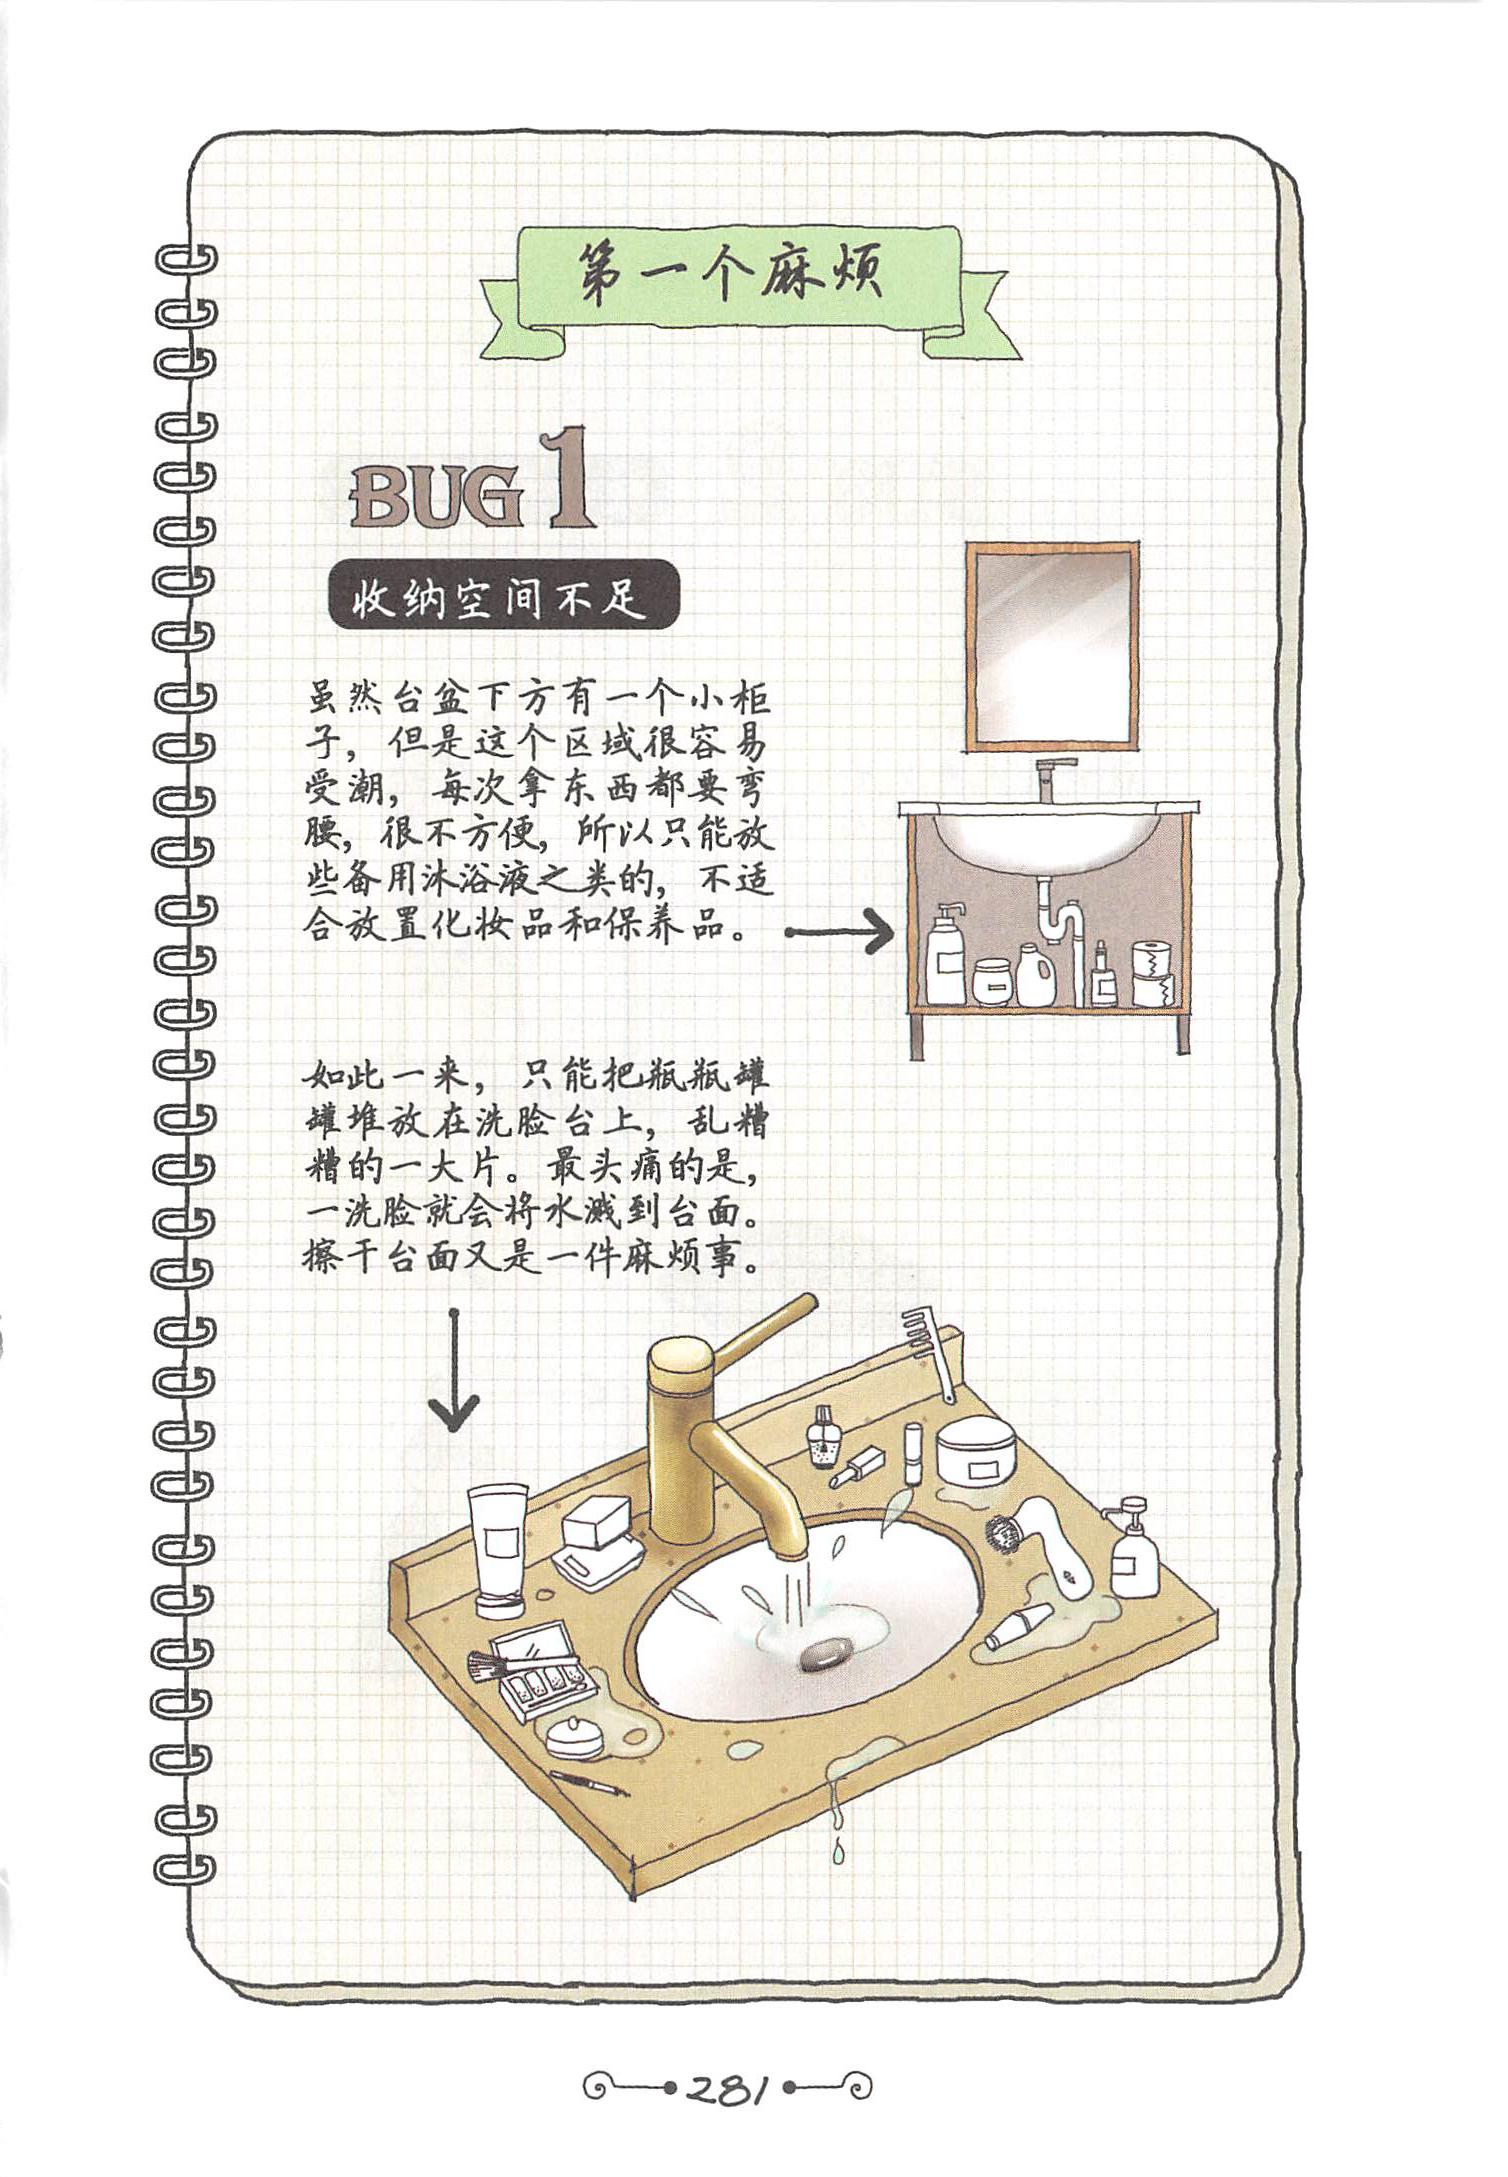 第一个麻烦
BUG 1
收纳空间不足
虽然台盆下方有一个小柜
子，但是这个区域很容易
受潮，每次拿东西都要弯
腰，很不方便，所以只能放
些备用沐浴液之类的，不适
合放置化妆品和保养品。
如此一来，只能把瓶瓶罐
罐堆放在洗脸台上，乱糟
糟的一大片。最头痛的是，
一洗脸就会将水溅到台面。
擦干台面又是一件麻烦事。
281